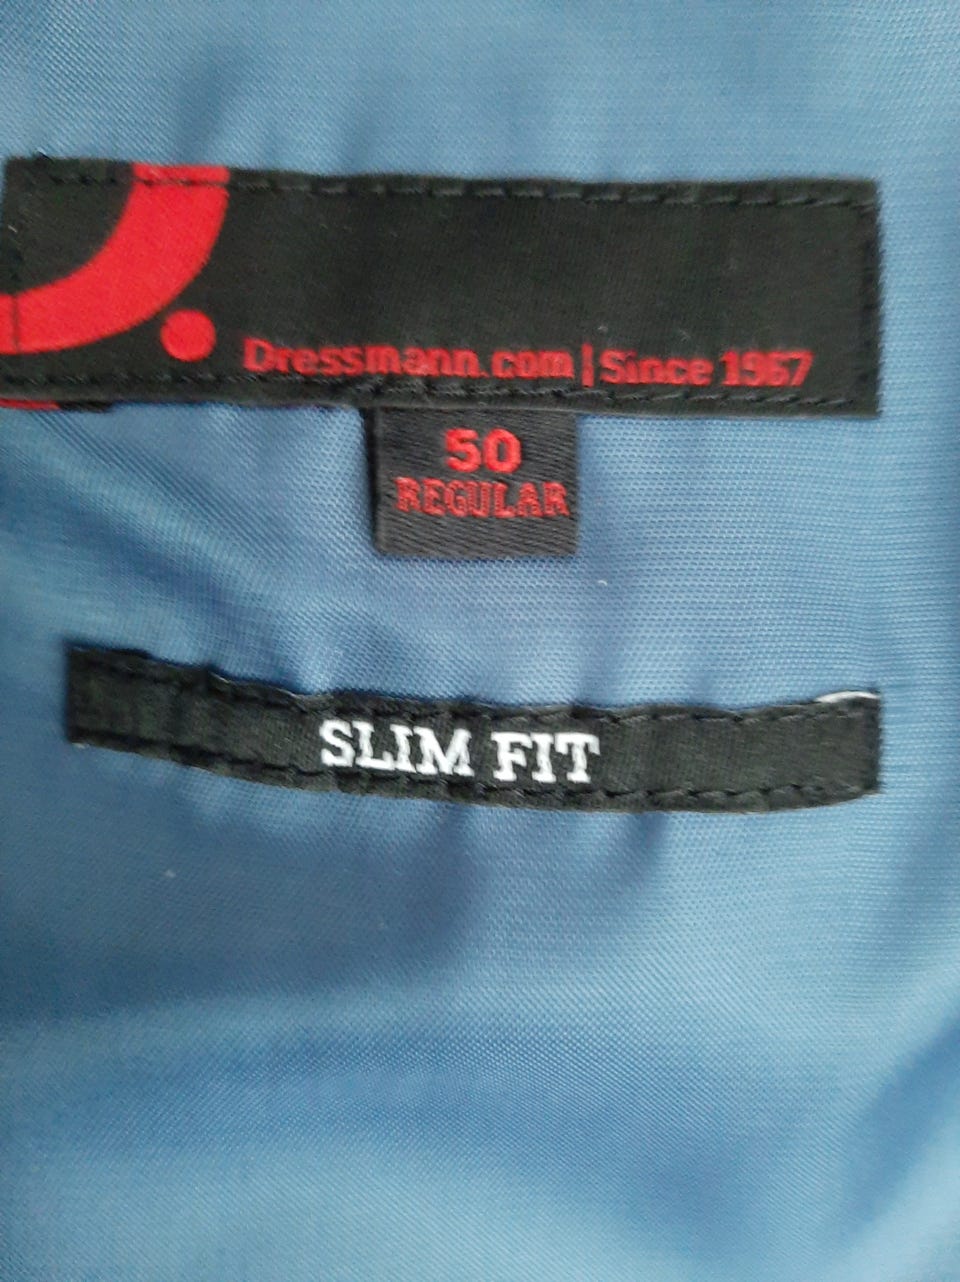 Dressmann.com | Since 1967
50
REGULAR
SLIM FIT